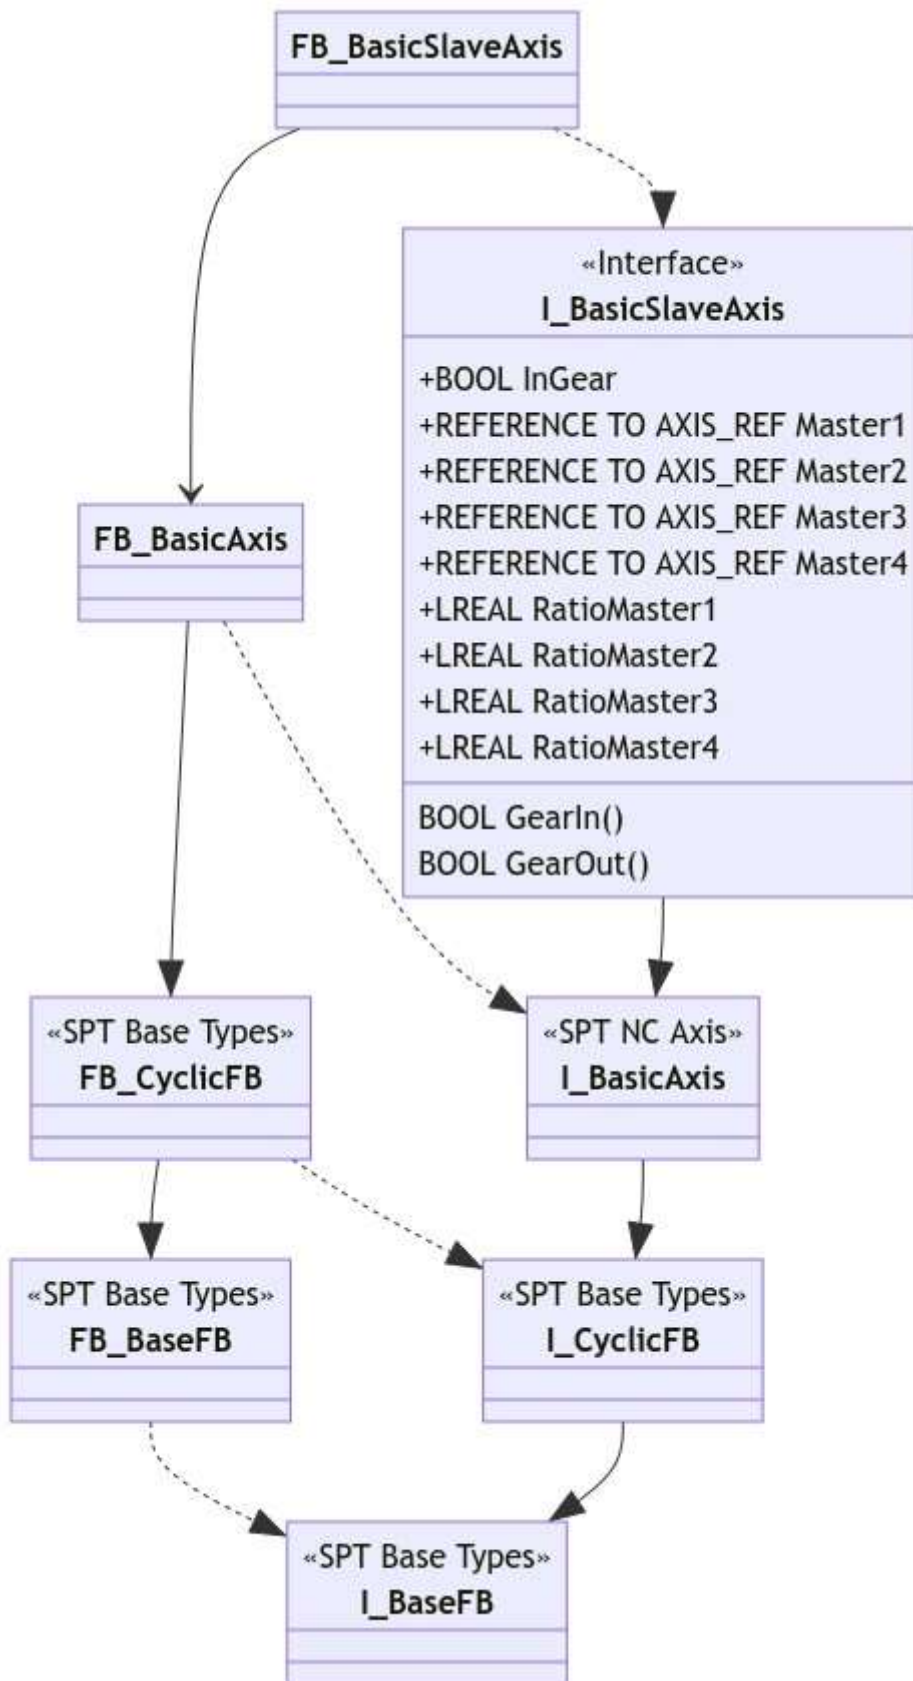 FB_BasicSlaveAxis
«Interface»
I_BasicSlaveAxis
+BOOL InGear
+REFERENCE TO AXIS_REF Master1
+REFERENCE TO AXIS_REF Master2
+REFERENCE TO AXIS_REF Master3
+REFERENCE TO AXIS_REF Master4
+LREAL RatioMaster1
+LREAL RatioMaster2
+LREAL RatioMaster3
+LREAL RatioMaster4
BOOL GearIn()
BOOL GearOut()
FB_BasicAxis
«SPT Base Types»
FB_CyclicFB
«SPT NC Axis»
I_BasicAxis
«SPT Base Types»
FB_BaseFB
«SPT Base Types»
I_CyclicFB
«SPT Base Types»
I_BaseFB